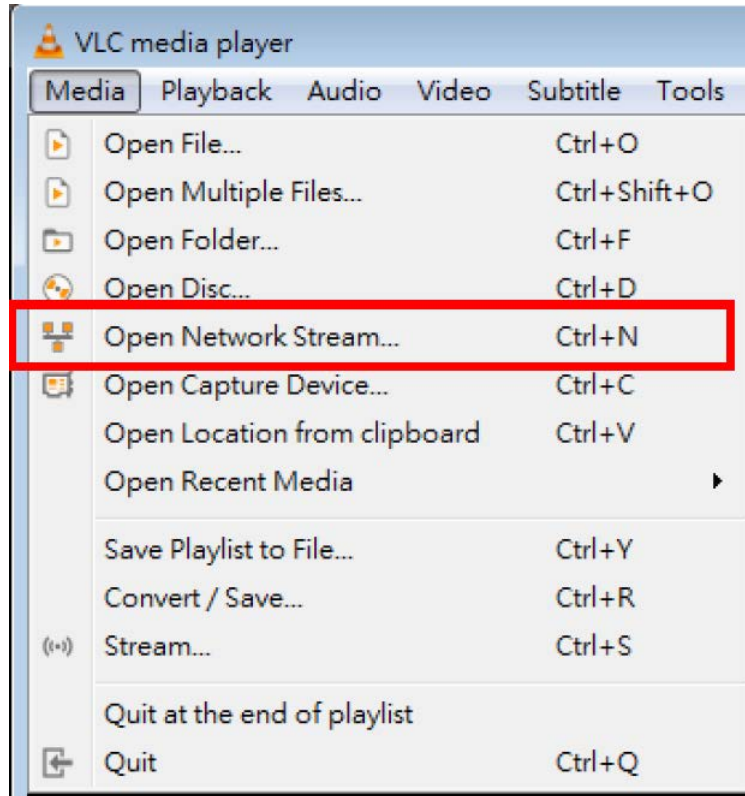 VLC media player
Media Playback Audio Video Subtitle Tools
Open File... Ctrl+O
Open Multiple Files... Ctrl+Shift+O
Open Folder... Ctrl+F
Open Disc... Ctrl+D
Open Network Stream... Ctrl+N
Open Capture Device... Ctrl+C
Open Location from clipboard Ctrl+V
Open Recent Media
Save Playlist to File... Ctrl+Y
Convert / Save... Ctrl+R
Stream... Ctrl+S
Quit at the end of playlist
Quit Ctrl+Q